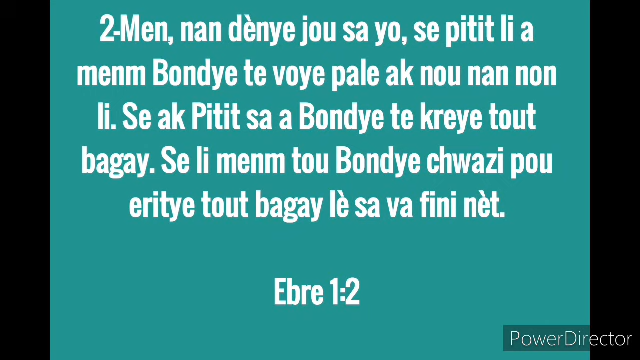 2-Men, nan dènye jou sa yo, se pitit li a
menm Bondye te voye pale ak nou nan non
li. Se ak Pitit sa a Bondye te kreye tout
bagay. Se li menm tou Bondye chwazi pou
eritye tout bagay lè sa va fini nèt.
Ebre 1:2
PowerDirector